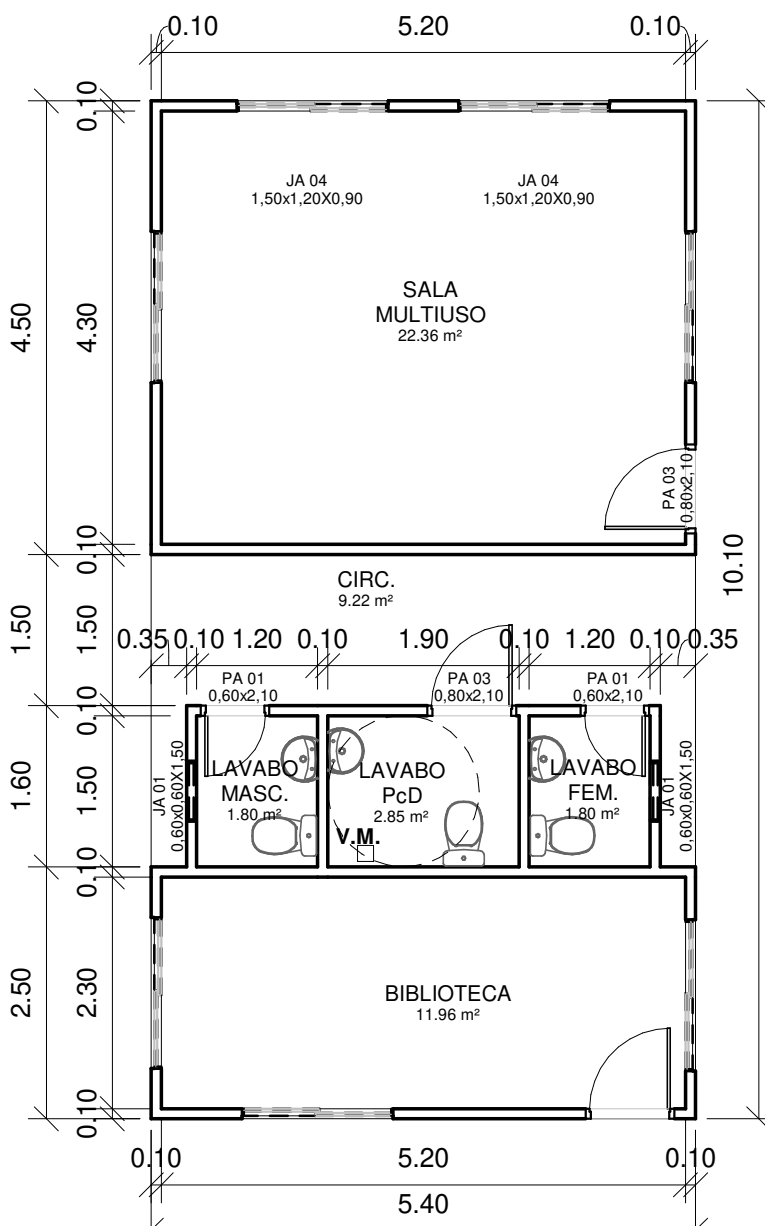 0.10 5.20 0.10
0.10
JA 04
1,50x1,20X0,90
JA 04
1,50x1,20X0,90
SALA
MULTIUSO
22.36 m²
4.50
4.30
PA 03
0,80x2,10
0.10
10.10
CIRC.
9.22 m²
1.50
1.50
0.35 0.10 1.20 0.10 1.90 0.10 1.20 0.10 0.35
PA 01
0,60x2,10
PA 03
0,80x2,10
PA 01
0,60x2,10
0.10
JA 01
0,60x0,60X1,50
LAVABO
MASC.
1.80 m²
LAVABO
PcD
2.85 m²
LAVABO
FEM.
1.80 m²
JA 01
0,60x0,60X1,50
V.M.
1.60
1.50
0.10
BIBLIOTECA
11.96 m²
2.50
2.30
0.10
0.10 5.20 0.10
5.40